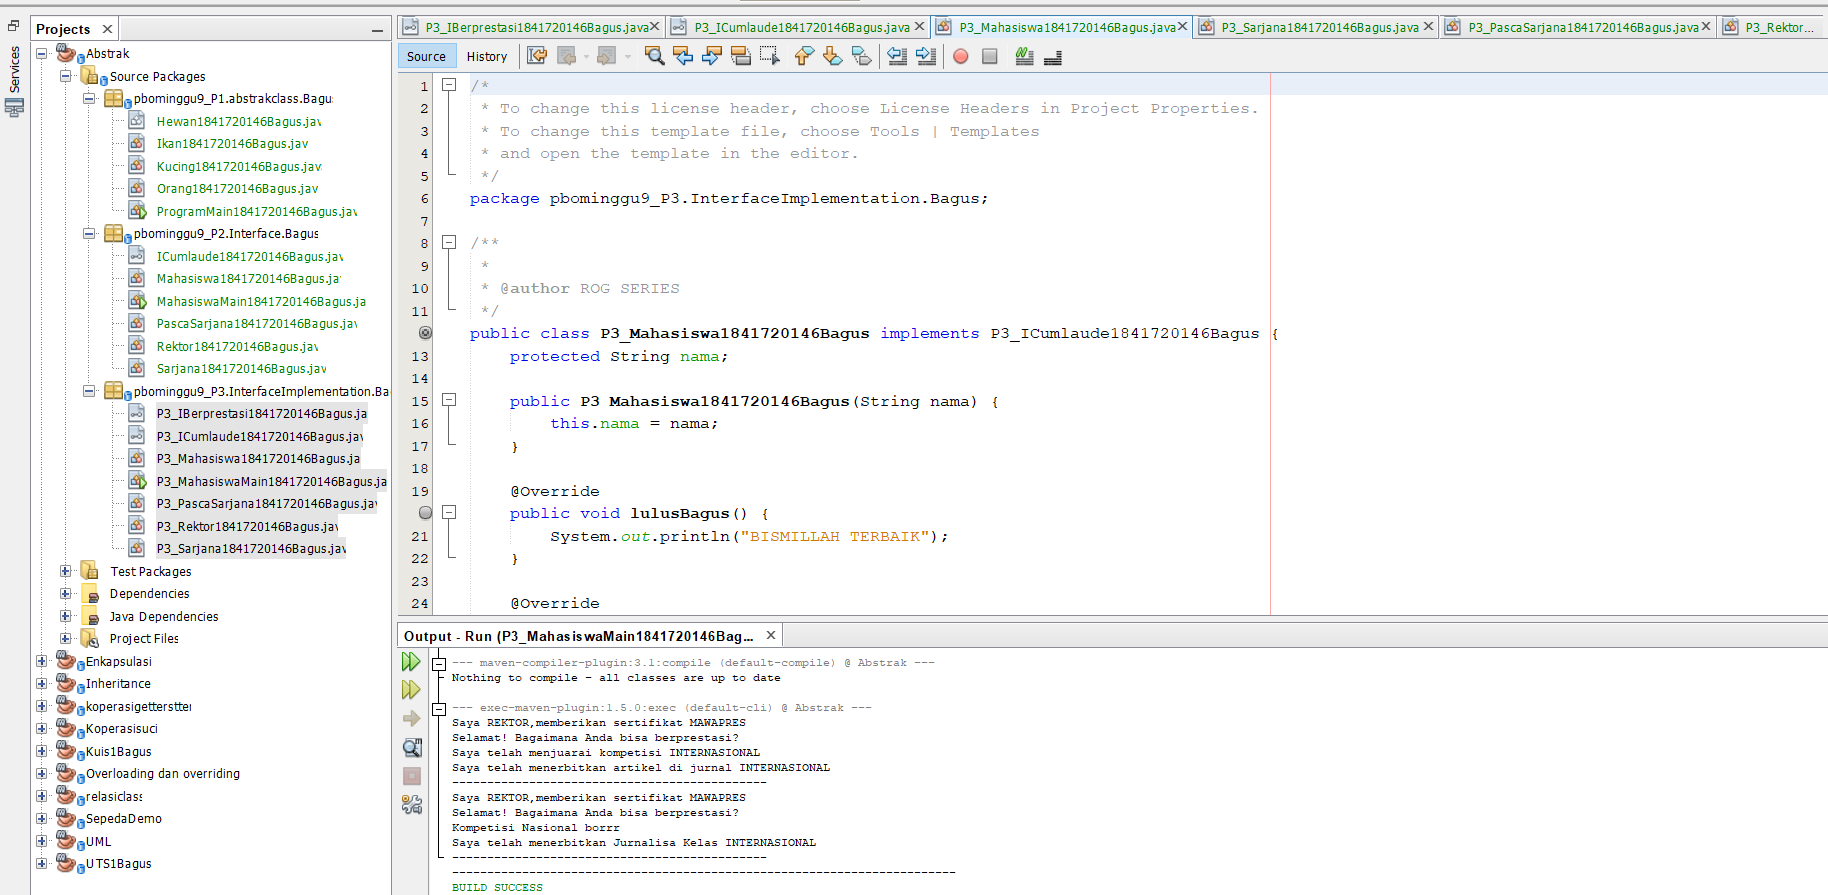 Services
Projects
Abstrak
Source Packages
pbominggu9_P1.abstrakclass.Bagu
Hewan1841720146Bagus.jav
Ikan1841720146Bagus.jav
Kucing1841720146Bagus.jav
Orang1841720146Bagus.jav
ProgramMain1841720146Bagus.jav
pbominggu9_P2.Interface.Bagus
ICumlaude1841720146Bagus.jav
Mahasiswa1841720146Bagus.jav
MahasiswaMain1841720146Bagus.ja
PascaSarjana1841720146Bagus.jav
Rektor1841720146Bagus.jav
Sarjana1841720146Bagus.jav
pbominggu9_P3.InterfaceImplementation.Ba
P3_IBerprestasi1841720146Bagus.ja
P3_ICumlaude1841720146Bagus.jav
P3_Mahasiswa1841720146Bagus.ja
P3_MahasiswaMain1841720146Bagus.ja
P3_PascaSarjana1841720146Bagus.jav
P3_Rektor1841720146Bagus.jav
P3_Sarjana1841720146Bagus.jav
Test Packages
Dependencies
Java Dependencies
Project Files
Enkapsulasi
Inheritance
koperasigetterstter
Koperasisuci
Kuis1Bagus
Overloading dan overriding
relasiclass
SepedaDemo
UML
UTS1Bagus
P3_IBerprestasi1841720146Bagus.java P3_ICumlaude1841720146Bagus.java P3_Mahasiswa1841720146Bagus.java P3_Sarjana1841720146Bagus.java P3_PascaSarjana1841720146Bagus.java P3_Rektor...
Source History
1 /*
2 * To change this license header, choose License Headers in Project Properties.
3 * To change this template file, choose Tools | Templates
4 * and open the template in the editor.
5 */
6 package pbominggu9_P3.InterfaceImplementation.Bagus;
7
8 /**
9 *
10 * @author ROG SERIES
11 */
public class P3_Mahasiswa1841720146Bagus implements P3_ICumlaude1841720146Bagus {
13 protected String nama;
14
15 public P3_Mahasiswa1841720146Bagus(String nama) {
16 this.nama = nama;
17 }
18
19 @Override
public void lulusBagus() {
21 System.out.println("BISMILLAH TERBAIK");
22 }
23
24 @Override
Output - Run (P3_MahasiswaMain1841720146Bag...
--- maven-compiler-plugin:3.1:compile (default-compile) @ Abstrak ---
Nothing to compile - all classes are up to date
--- exec-maven-plugin:1.5.0:exec (default-cli) @ Abstrak ---
Saya REKTOR,memberikan sertifikat MAWAPRES
Selamat! Bagaimana Anda bisa berprestasi?
Saya telah menjuarai kompetisi INTERNASIONAL
Saya telah menerbitkan artikel di jurnal INTERNASIONAL
---------------------------------------------
Saya REKTOR,memberikan sertifikat MAWAPRES
Selamat! Bagaimana Anda bisa berprestasi?
Kompetisi Nasional borrr
Saya telah menerbitkan Jurnalisa Kelas INTERNASIONAL
---------------------------------------------
------------------------------------------------------------------------
BUILD SUCCESS